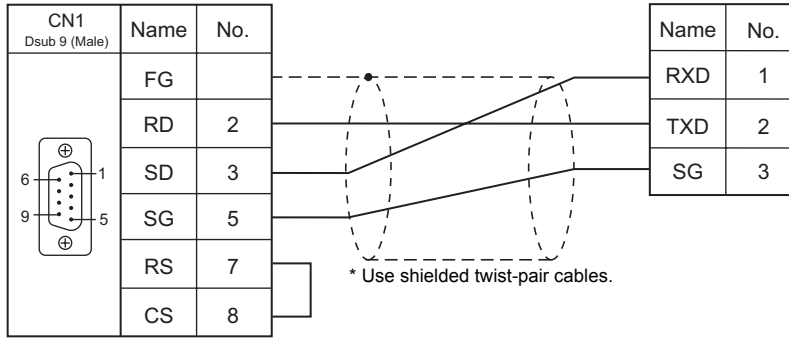 CN1
Dsub 9 (Male)
Name No.
FG
RD 2
SD 3
SG 5
RS 7
CS 8
1
6
9
5
* Use shielded twist-pair cables.
Name No.
RXD 1
TXD 2
SG 3